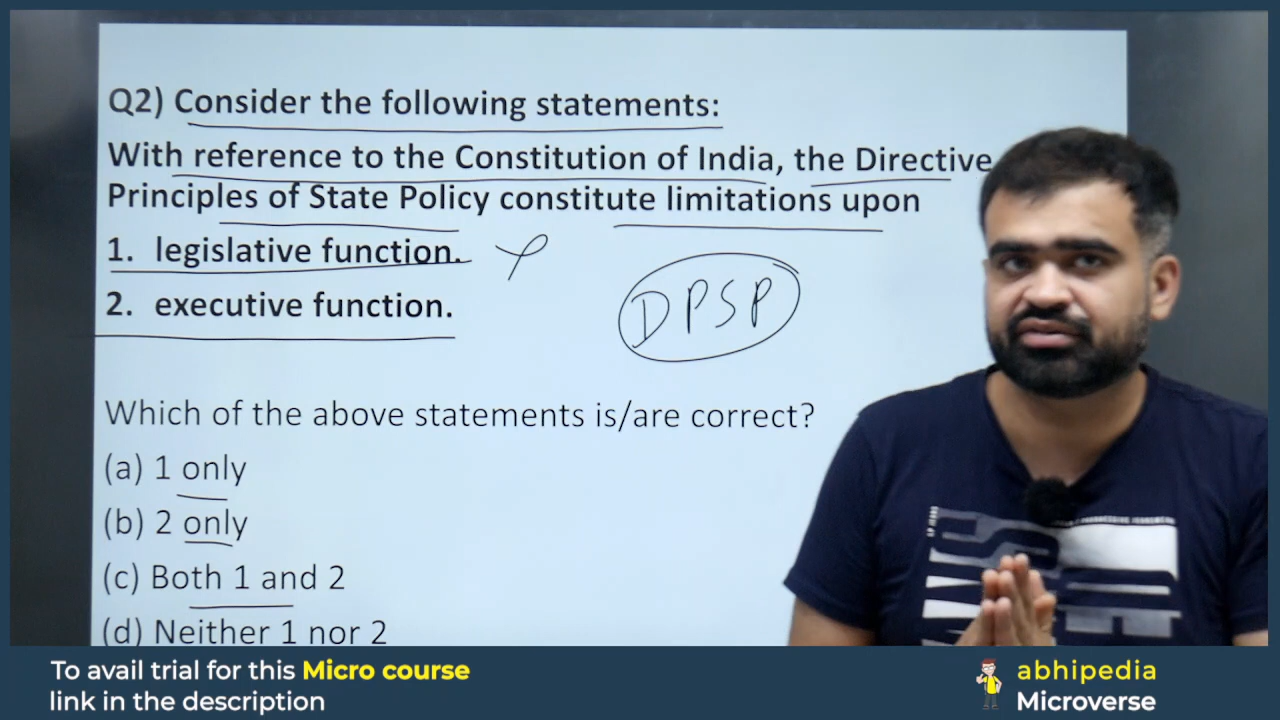 Q2) Consider the following statements:
With reference to the Constitution of India, the Directive
Principles of State Policy constitute limitations upon
1. legislative function.
2. executive function.
DPSP
Which of the above statements is/are correct?
(a) 1 only
(b) 2 only
(c) Both 1 and 2
(d) Neither 1 nor 2
To avail trial for this Micro course
link in the description
abhipedia
Microverse